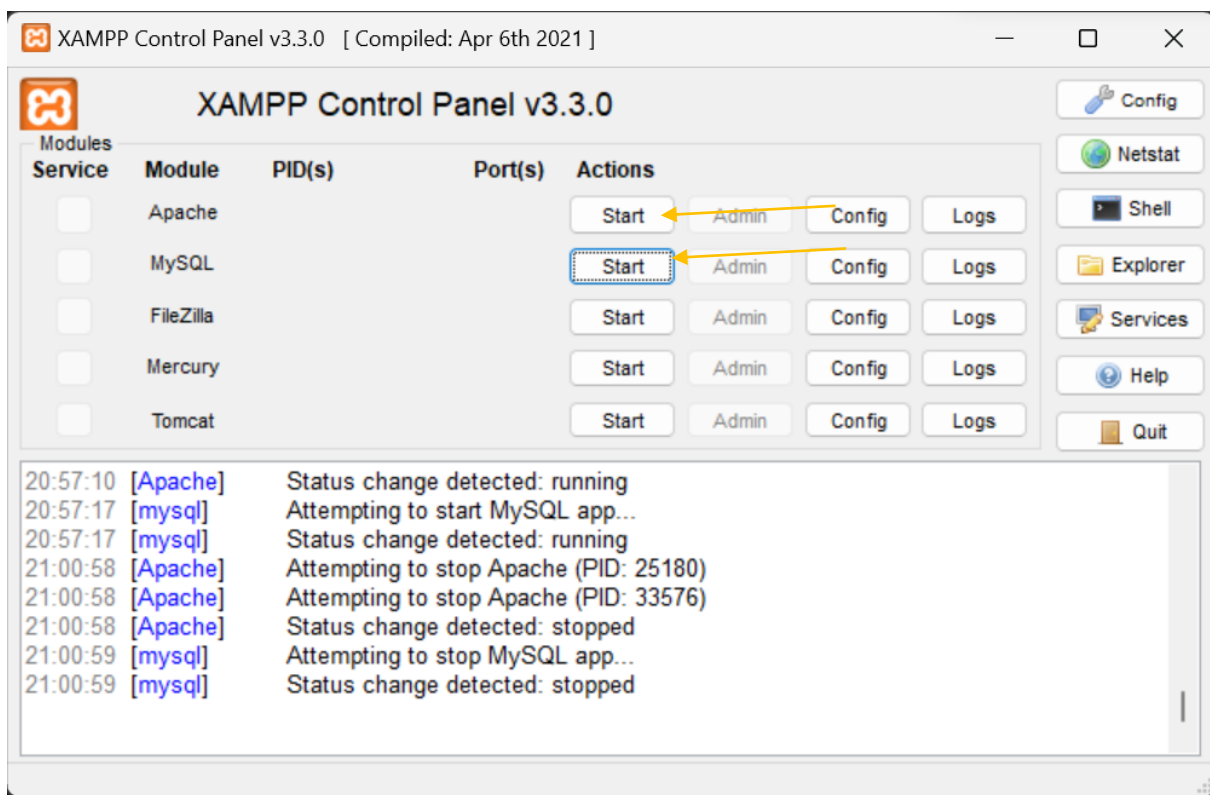 XAMPP Control Panel v3.3.0 [ Compiled: Apr 6th 2021 ]
XAMPP Control Panel v3.3.0
Config
Modules
Service Module PID(s) Port(s) Actions
Netstat
Apache Start Admin Config Logs
Shell
MySQL Start Admin Config Logs
Explorer
FileZilla Start Admin Config Logs
Services
Mercury Start Admin Config Logs
Help
Tomcat Start Admin Config Logs
Quit
20:57:10 [Apache] Status change detected: running
20:57:17 [mysql] Attempting to start MySQL app...
20:57:17 [mysql] Status change detected: running
21:00:58 [Apache] Attempting to stop Apache (PID: 25180)
21:00:58 [Apache] Attempting to stop Apache (PID: 33576)
21:00:58 [Apache] Status change detected: stopped
21:00:59 [mysql] Attempting to stop MySQL app...
21:00:59 [mysql] Status change detected: stopped